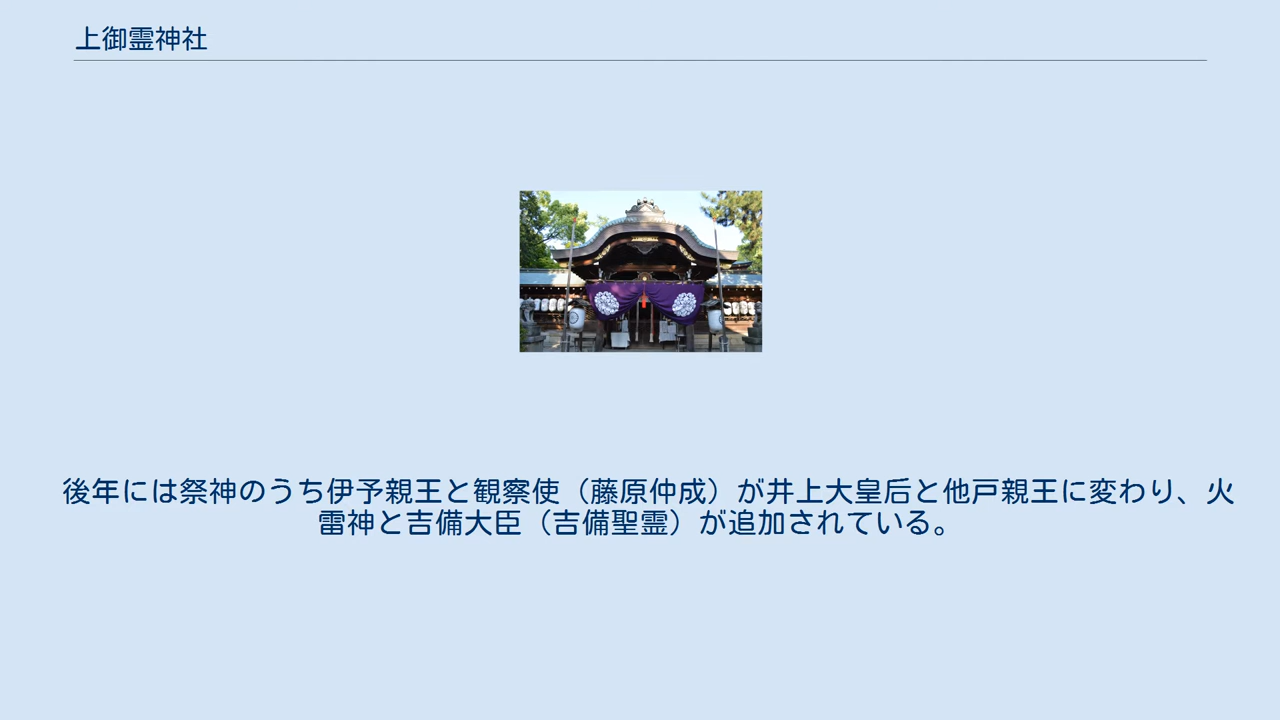 上御霊神社
後年には祭神のうち伊予親王と観察使（藤原仲成）が井上大皇后と他戸親王に変わり、火
雷神と吉備大臣（吉備聖霊）が追加されている。